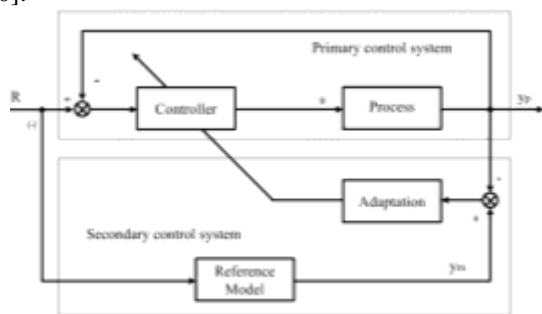 Primary control system
R
+
-
Controller
u
Process
yp
(-)
-
Adaptation
+
Secondary control system
Reference
Model
ym